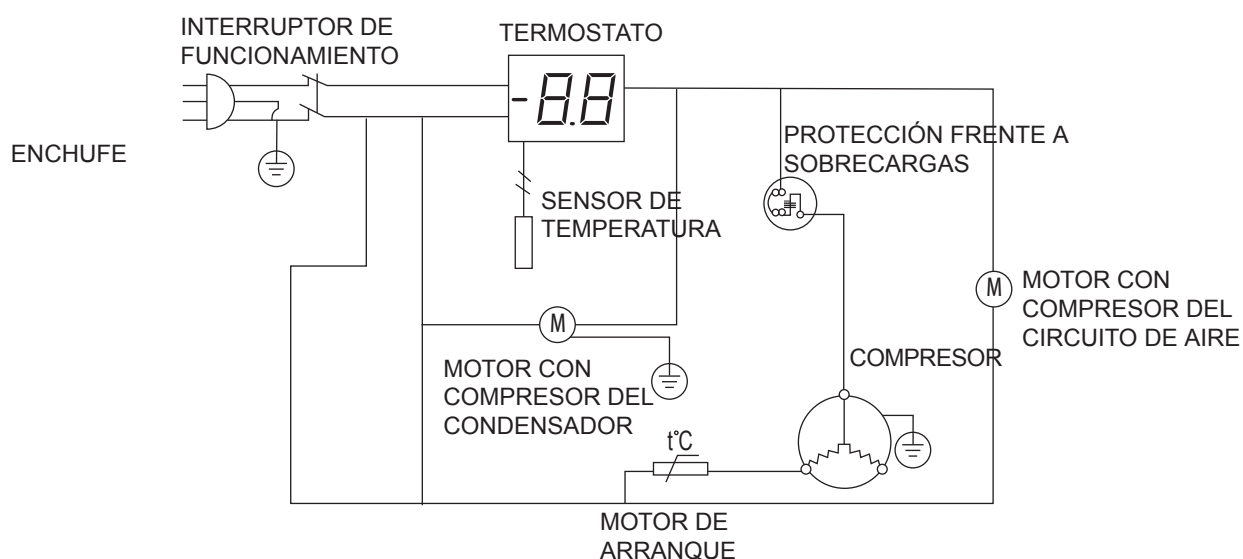 INTERRUPTOR DE
FUNCIONAMIENTO
TERMOSTATO
-8.8
ENCHUFE
PROTECCIÓN FRENTE A
SOBRECARGAS
SENSOR DE
TEMPERATURA
M
MOTOR CON
COMPRESOR DEL
CIRCUITO DE AIRE
M
MOTOR CON
COMPRESOR DEL
CONDENSADOR
COMPRESOR
t°C
MOTOR DE
ARRANQUE